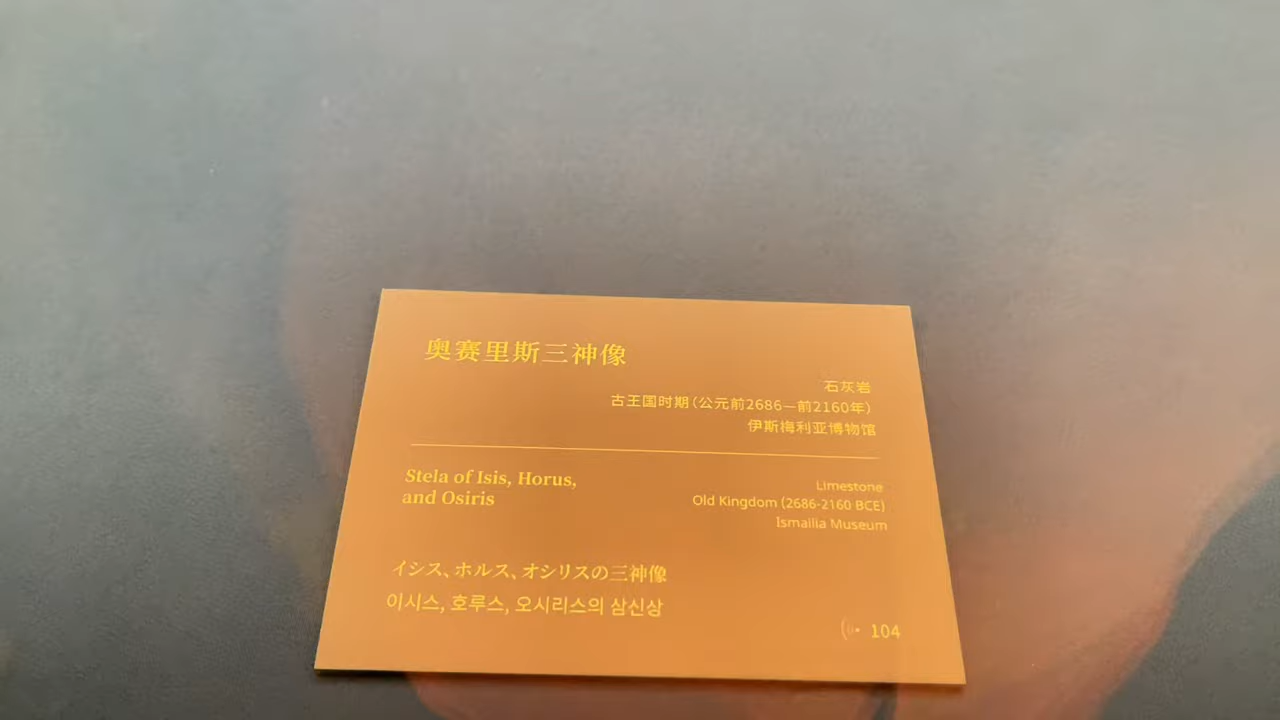 奥赛里斯三神像
石灰岩
古王国时期(公元前2686—前2160年)
伊斯梅利亚博物馆
Stela of Isis, Horus,
and Osiris
Limestone
Old Kingdom (2686-2160 BCE)
Ismailia Museum
イシス、ホルス、オシリスの三神像
이시스, 호루스, 오시리스의 삼신상
104